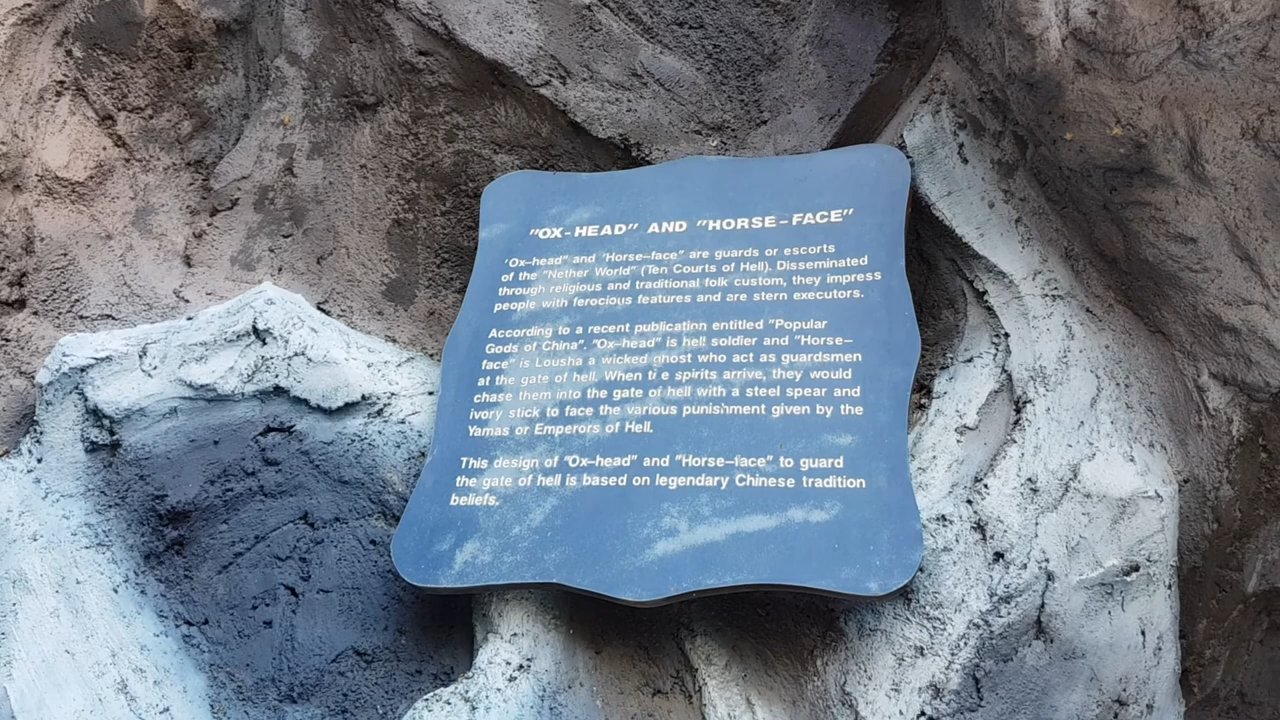 "OX-HEAD" AND "HORSE-FACE"
'Ox-head" and 'Horse-face" are guards or escorts
of the "Nether World" (Ten Courts of Hell). Disseminated
through religious and traditional folk custom, they impress
people with ferocious features and are stern executors.
According to a recent publication entitled "Popular
Gods of China". "Ox-head" is hell soldier and "Horse-
face" is Lousha a wicked ghost who act as guardsmen
at the gate of hell. When t e spirits arrive, they would
chase them into the gate of hell with a steel spear and
ivory stick to face the various punishment given by the
Yamas or Emperors of Hell.
This design of "Ox-head" and "Horse-face" to guard
the gate of hell is based on legendary Chinese tradition
beliefs.